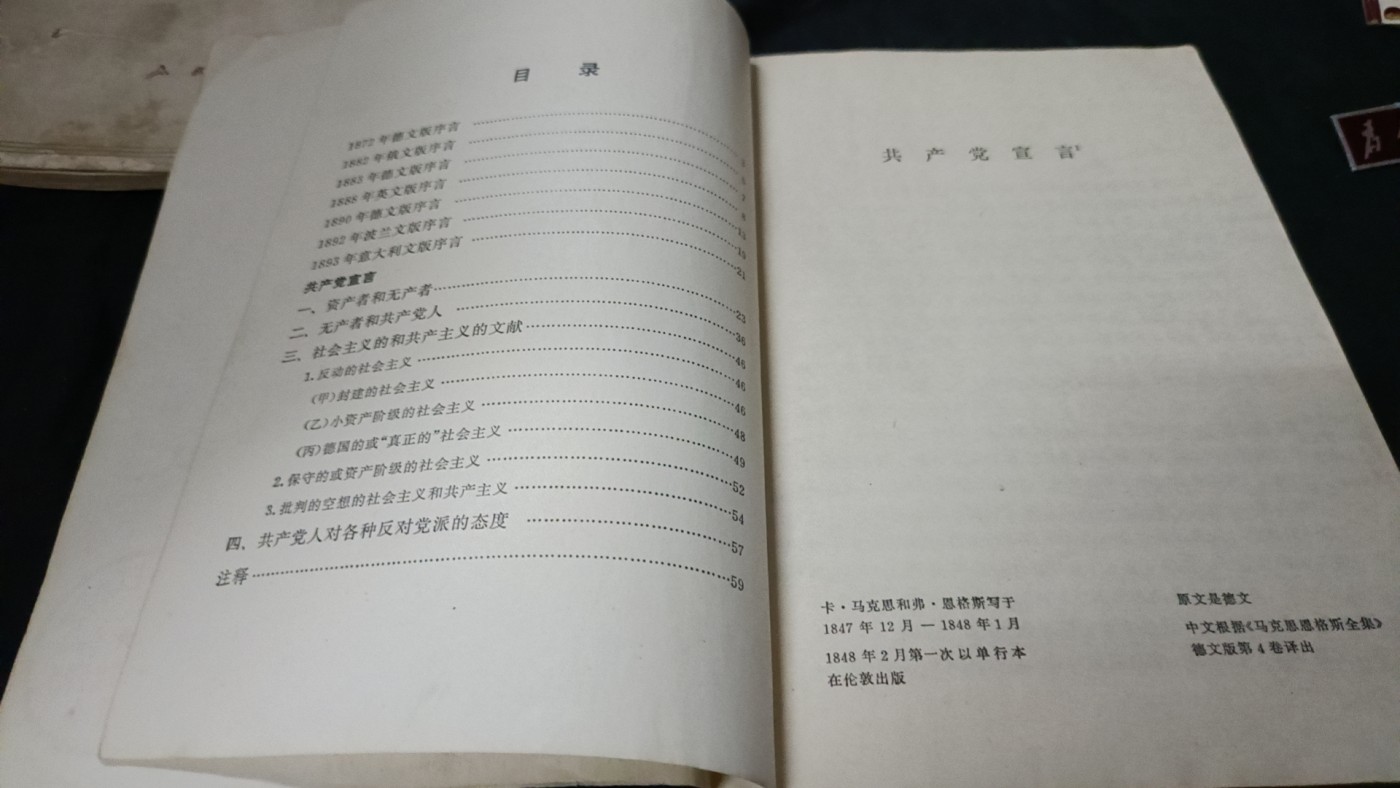 目 录
1872年德文版序言
1882年俄文版序言
1883年德文版序言 7
1888年英文版序言 8
1890年德文版序言 13
1892年波兰文版序言 19
1893年意大利文版序言 21
共产党宣言
一、资产者和无产者 23
二、无产者和共产党人 36
三、社会主义的和共产主义的文献 46
1.反动的社会主义 46
(甲)封建的社会主义 46
(乙)小资产阶级的社会主义 48
(丙)德国的或“真正的”社会主义 49
2.保守的或资产阶级的社会主义 52
3.批判的空想的社会主义和共产主义 54
四、共产党人对各种反对党派的态度 57
注释 59
共产党宣言¹
卡·马克思和弗·恩格斯写于
1847年12月—1848年1月
1848年2月第一次以单行本
在伦敦出版
原文是德文
中文根据《马克思恩格斯全集》
德文版第4卷译出